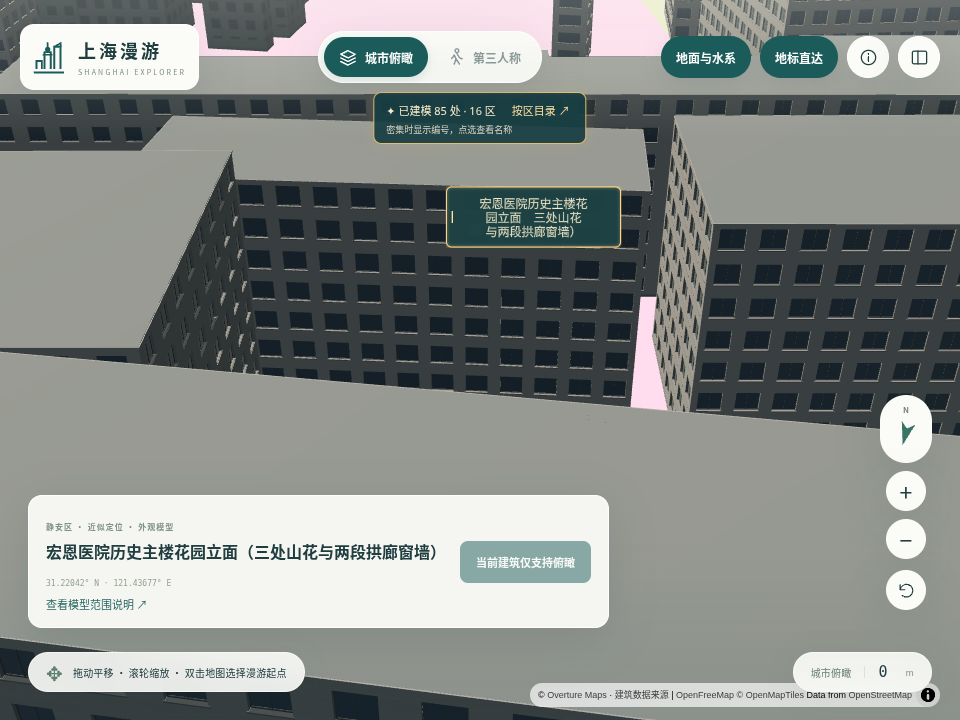 上海漫游
SHANGHAI EXPLORER
城市俯瞰
第三人称
地面与水系
地标直达
✦ 已建模 85 处 · 16 区 按区目录 ↗
密集时显示编号，点选查看名称
宏恩医院历史主楼花
园立面 三处山花
与两段拱廊窗墙）
N
静安区 · 近似定位 · 外观模型
宏恩医院历史主楼花园立面（三处山花与两段拱廊窗墙）
31.22042° N · 121.43677° E
查看模型范围说明 ↗
当前建筑仅支持俯瞰
拖动平移 · 滚轮缩放 · 双击地图选择漫游起点
城市俯瞰 0 m
© Overture Maps · 建筑数据来源 | OpenFreeMap © OpenMapTiles Data from OpenStreetMap